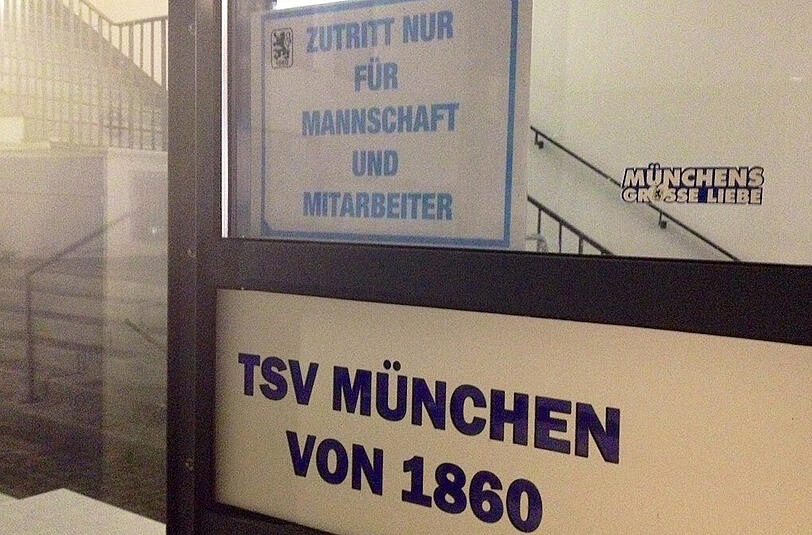 ZUTRITT NUR
FÜR
MANNSCHAFT
UND
MITARBEITER
MÜNCHENS
GROSSE LIEBE
TSV MÜNCHEN
VON 1860